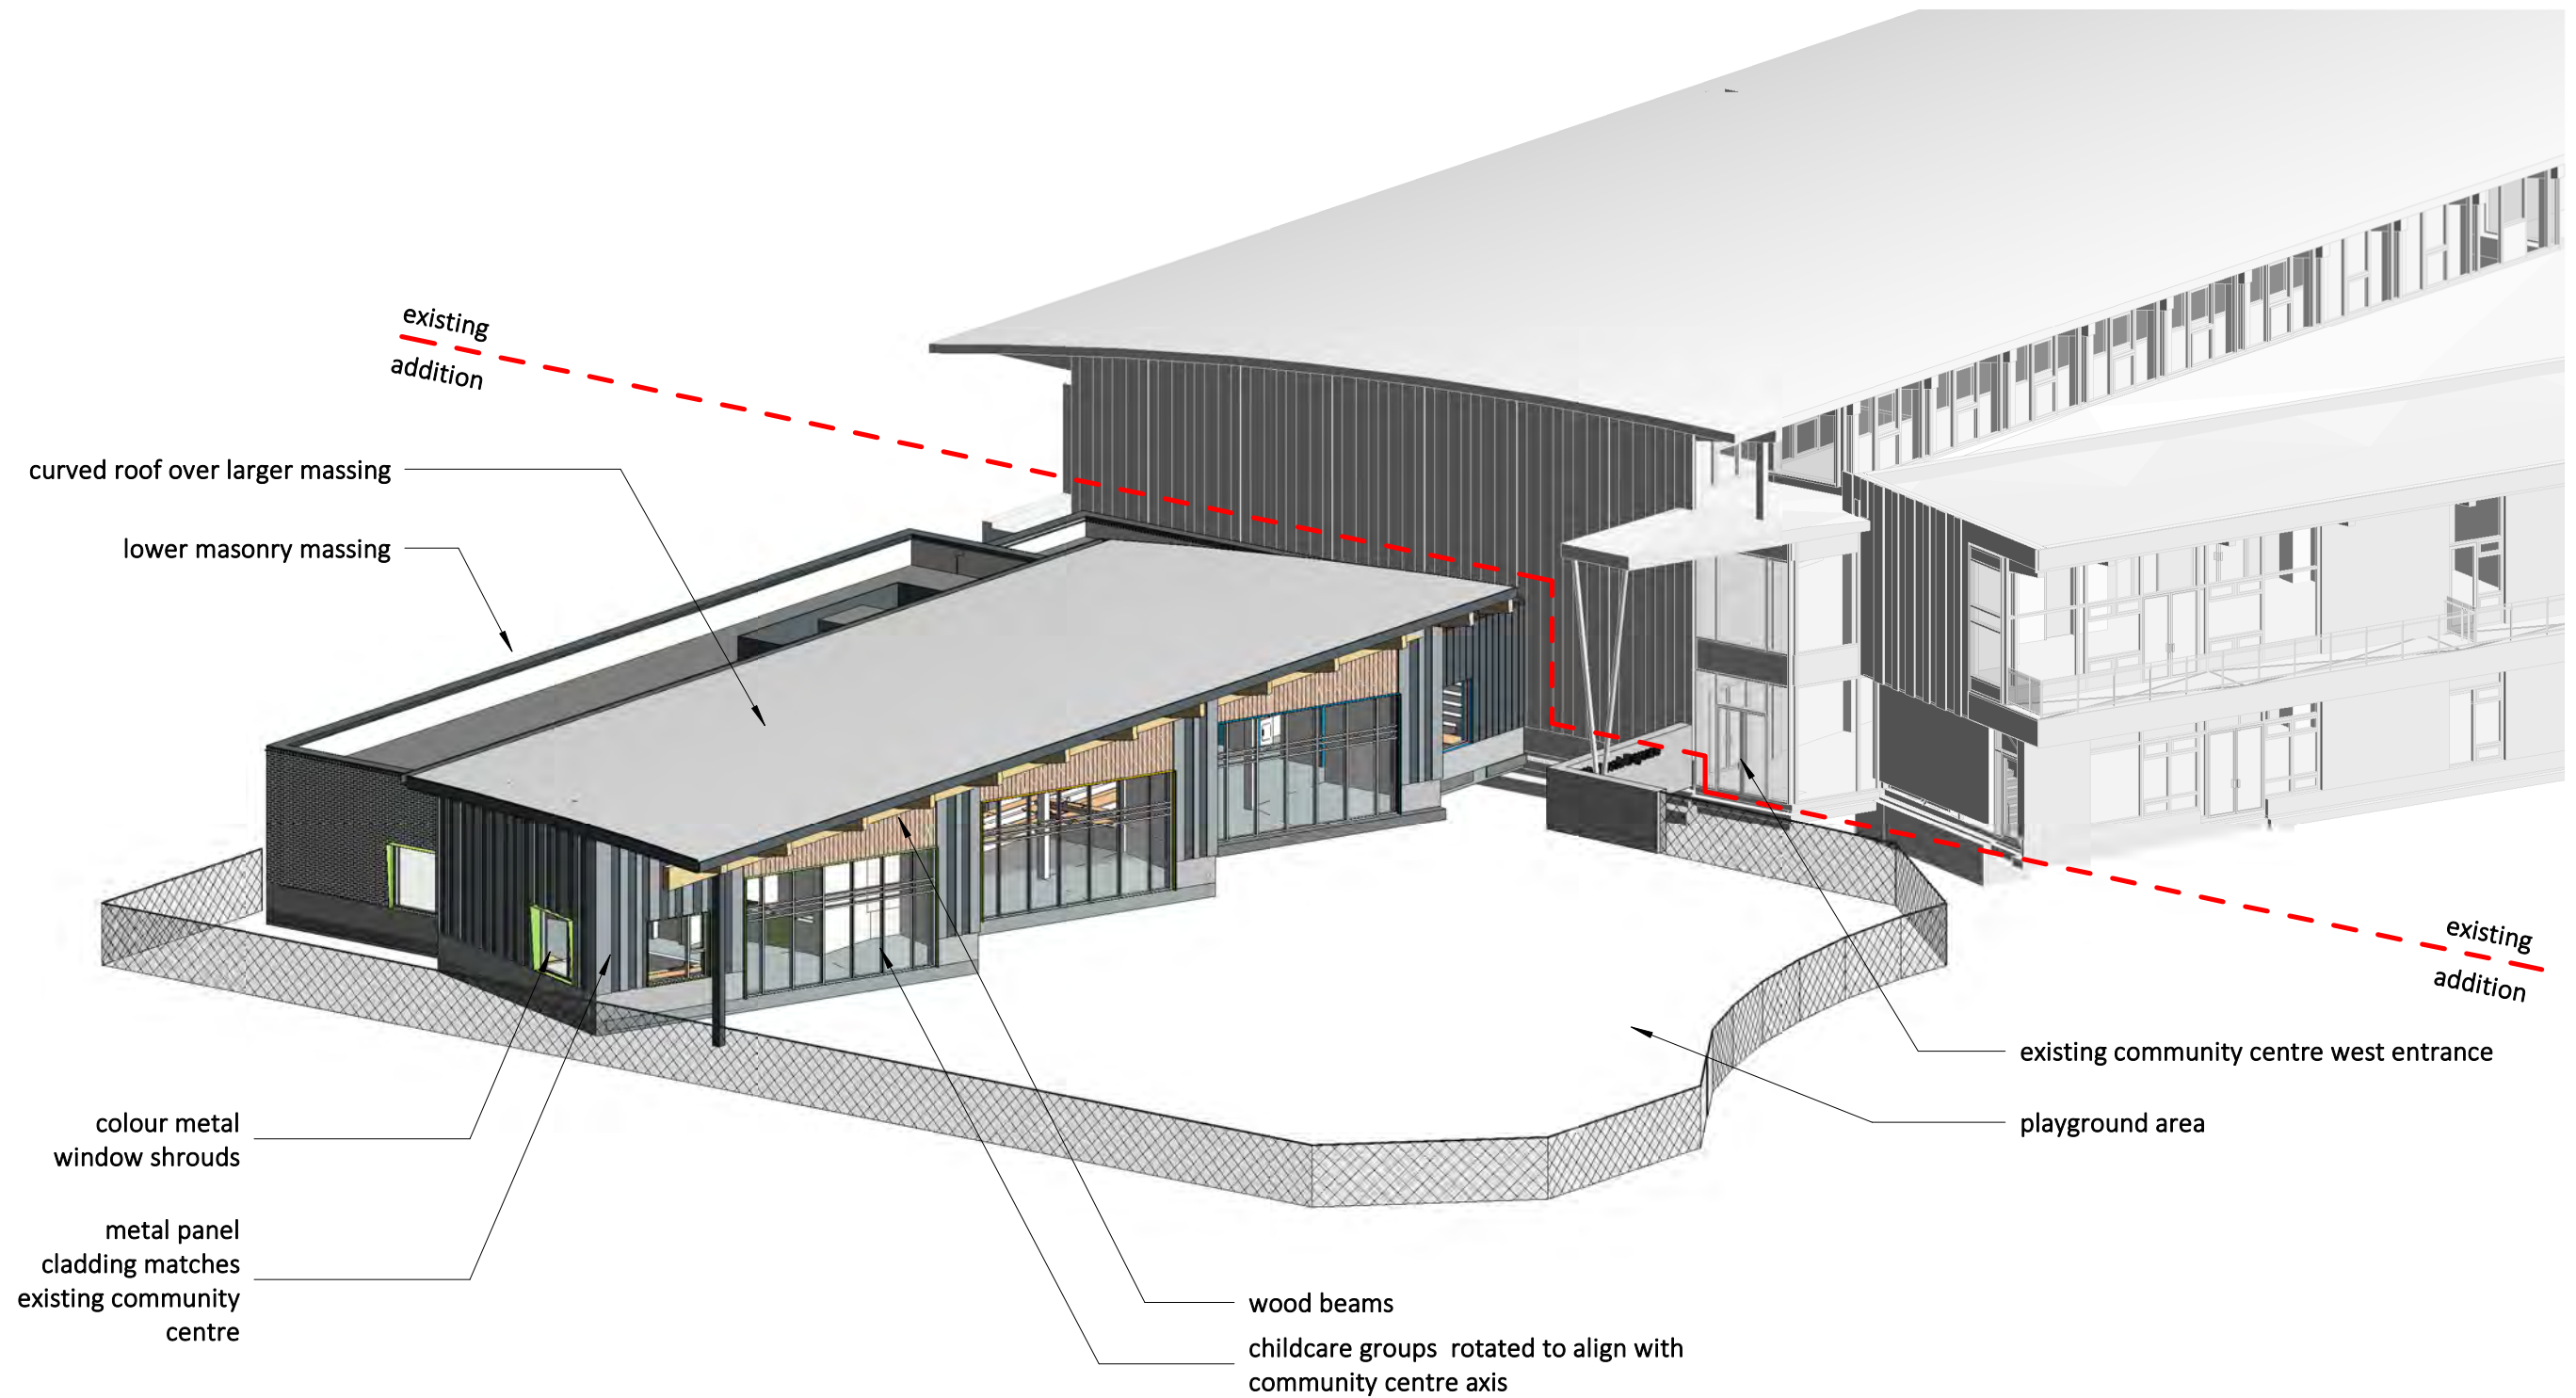 existing
addition
curved roof over larger massing
lower masonry massing
existing
addition
existing community centre west entrance
playground area
colour metal
window shrouds
metal panel
cladding matches
existing community
centre
wood beams
childcare groups  rotated to align with
community centre axis